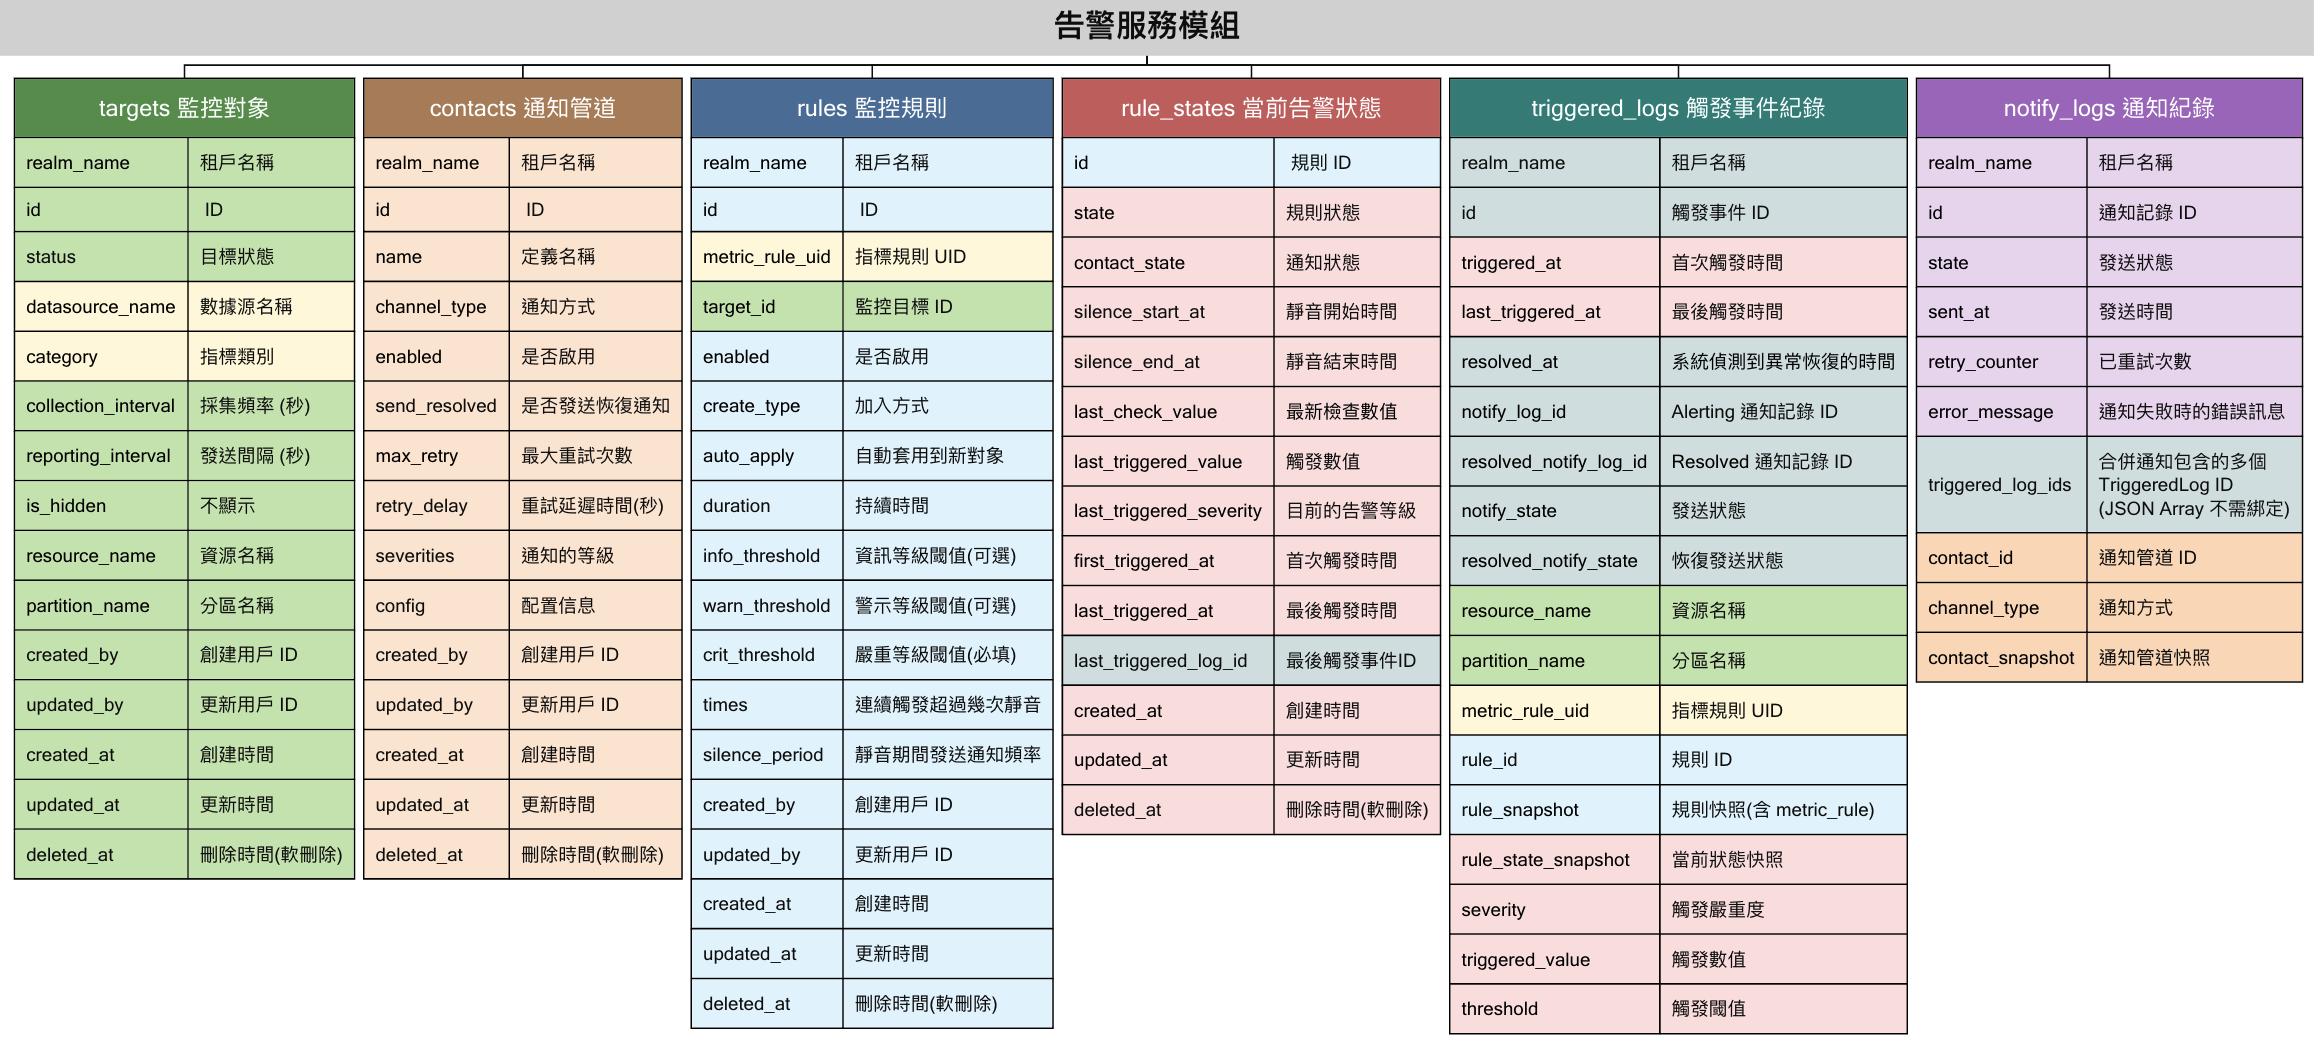 告警服務模組
targets 監控對象
realm_name 租戶名稱
id ID
status 目標狀態
datasource_name 數據源名稱
category 指標類別
collection_interval 採集頻率 (秒)
reporting_interval 發送間隔 (秒)
is_hidden 不顯示
resource_name 資源名稱
partition_name 分區名稱
created_by 創建用戶 ID
updated_by 更新用戶 ID
created_at 創建時間
updated_at 更新時間
deleted_at 刪除時間(軟刪除)
contacts 通知管道
realm_name 租戶名稱
id ID
name 定義名稱
channel_type 通知方式
enabled 是否啟用
send_resolved 是否發送恢復通知
max_retry 最大重試次數
retry_delay 重試延遲時間(秒)
severities 通知的等級
config 配置信息
created_by 創建用戶 ID
updated_by 更新用戶 ID
created_at 創建時間
updated_at 更新時間
deleted_at 刪除時間(軟刪除)
rules 監控規則
realm_name 租戶名稱
id ID
metric_rule_uid 指標規則 UID
target_id 監控目標 ID
enabled 是否啟用
create_type 加入方式
auto_apply 自動套用到新對象
duration 持續時間
info_threshold 資訊等級閾值(可選)
warn_threshold 警示等級閾值(可選)
crit_threshold 嚴重等級閾值(必填)
times 連續觸發超過幾次靜音
silence_period 靜音期間發送通知頻率
created_by 創建用戶 ID
updated_by 更新用戶 ID
created_at 創建時間
updated_at 更新時間
deleted_at 刪除時間(軟刪除)
rule_states 當前告警狀態
id 規則 ID
state 規則狀態
contact_state 通知狀態
silence_start_at 靜音開始時間
silence_end_at 靜音結束時間
last_check_value 最新檢查數值
last_triggered_value 觸發數值
last_triggered_severity 目前的告警等級
first_triggered_at 首次觸發時間
last_triggered_at 最後觸發時間
last_triggered_log_id 最後觸發事件ID
created_at 創建時間
updated_at 更新時間
deleted_at 刪除時間(軟刪除)
triggered_logs 觸發事件紀錄
realm_name 租戶名稱
id 觸發事件 ID
triggered_at 首次觸發時間
last_triggered_at 最後觸發時間
resolved_at 系統偵測到異常恢復的時間
notify_log_id Alerting 通知記錄 ID
resolved_notify_log_id Resolved 通知記錄 ID
notify_state 發送狀態
resolved_notify_state 恢復發送狀態
resource_name 資源名稱
partition_name 分區名稱
metric_rule_uid 指標規則 UID
rule_id 規則 ID
rule_snapshot 規則快照(含 metric_rule)
rule_state_snapshot 當前狀態快照
severity 觸發嚴重度
triggered_value 觸發數值
threshold 觸發閾值
notify_logs 通知紀錄
realm_name 租戶名稱
id 通知記錄 ID
state 發送狀態
sent_at 發送時間
retry_counter 已重試次數
error_message 通知失敗時的錯誤訊息
triggered_log_ids 合併通知包含的多個
TriggeredLog ID
(JSON Array 不需綁定)
contact_id 通知管道 ID
channel_type 通知方式
contact_snapshot 通知管道快照